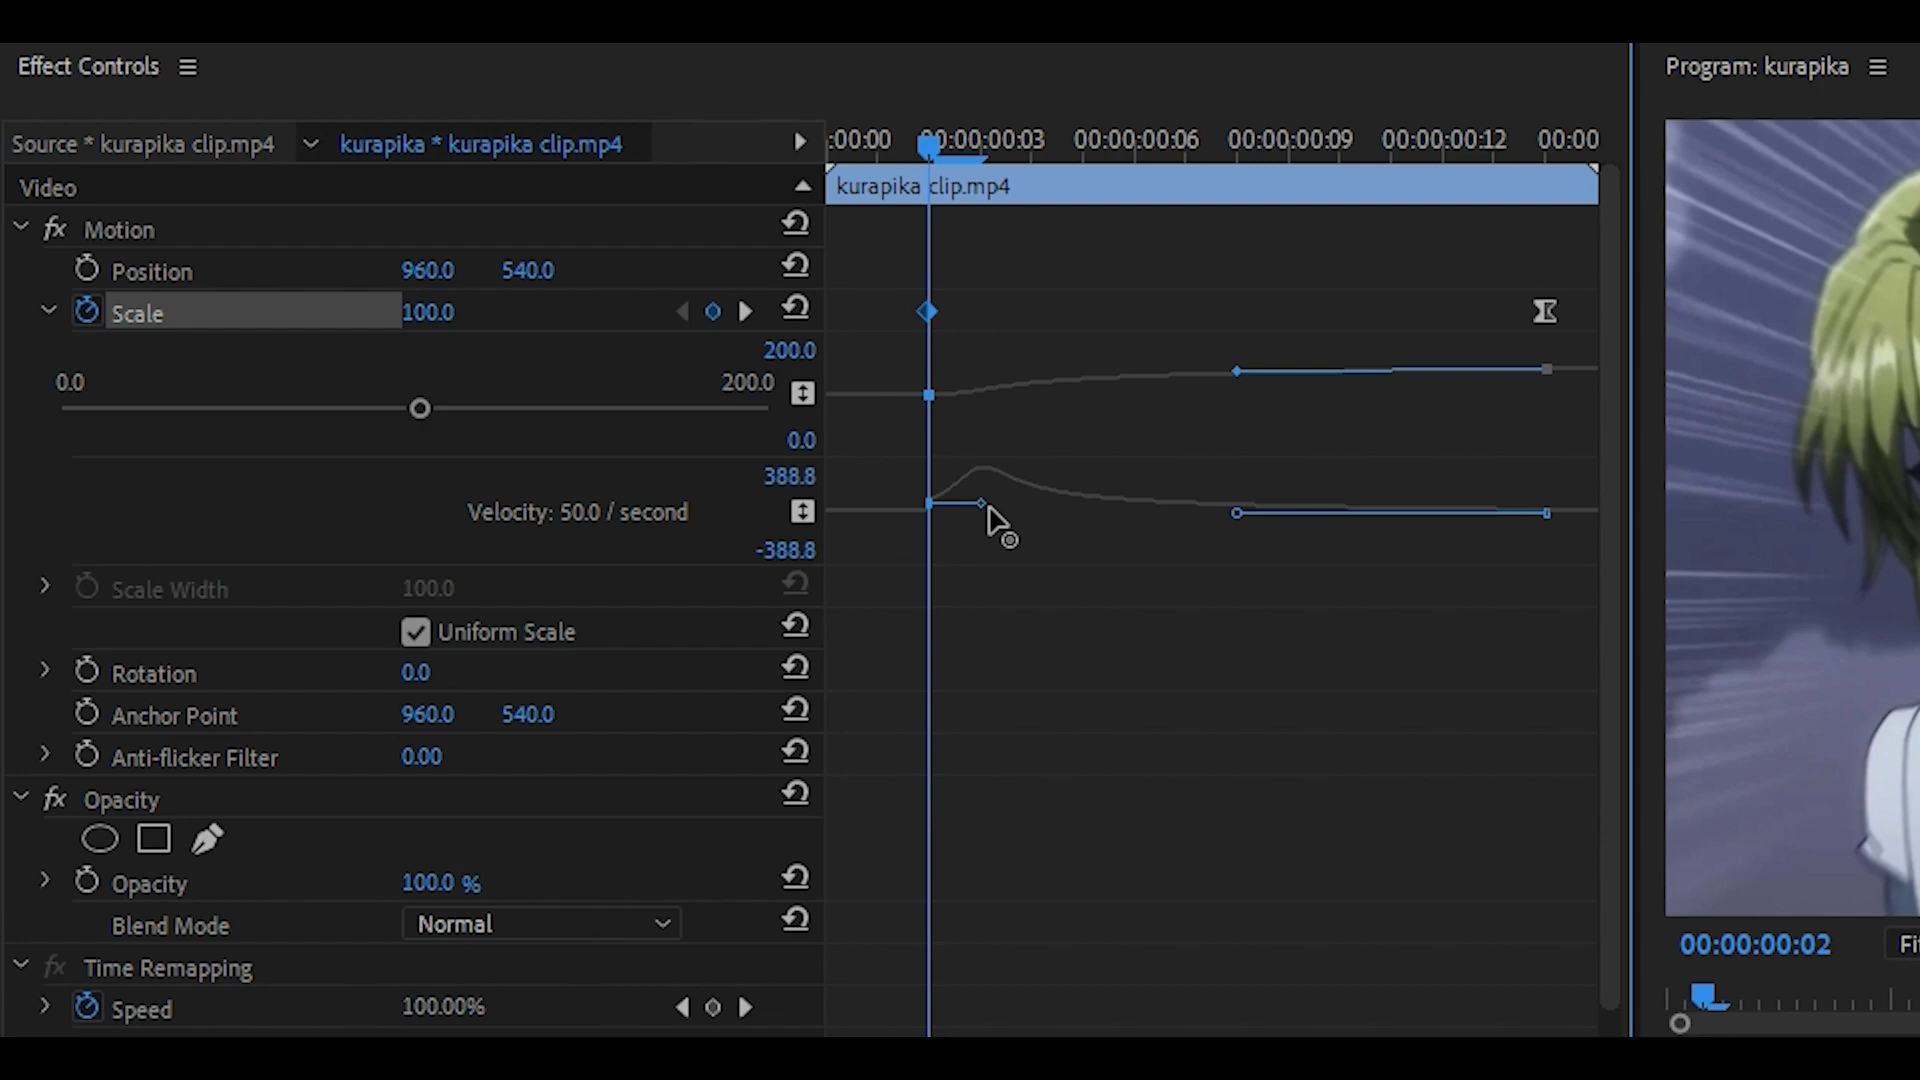 Effect Controls
Program: kurapika
Source * kurapika clip.mp4
kurapika * kurapika clip.mp4
:00:00 00:00:00:03 00:00:00:06 00:00:00:09 00:00:00:12 00:00
Video
kurapika clip.mp4
fx Motion
Position 960.0 540.0
Scale 100.0
200.0
0.0 200.0
0.0
388.8
Velocity: 50.0 / second
-388.8
Scale Width 100.0
Uniform Scale
Rotation 0.0
Anchor Point 960.0 540.0
Anti-flicker Filter 0.00
fx Opacity
Opacity 100.0 %
Blend Mode Normal
00:00:00:02 Fi
fx Time Remapping
Speed 100.00%